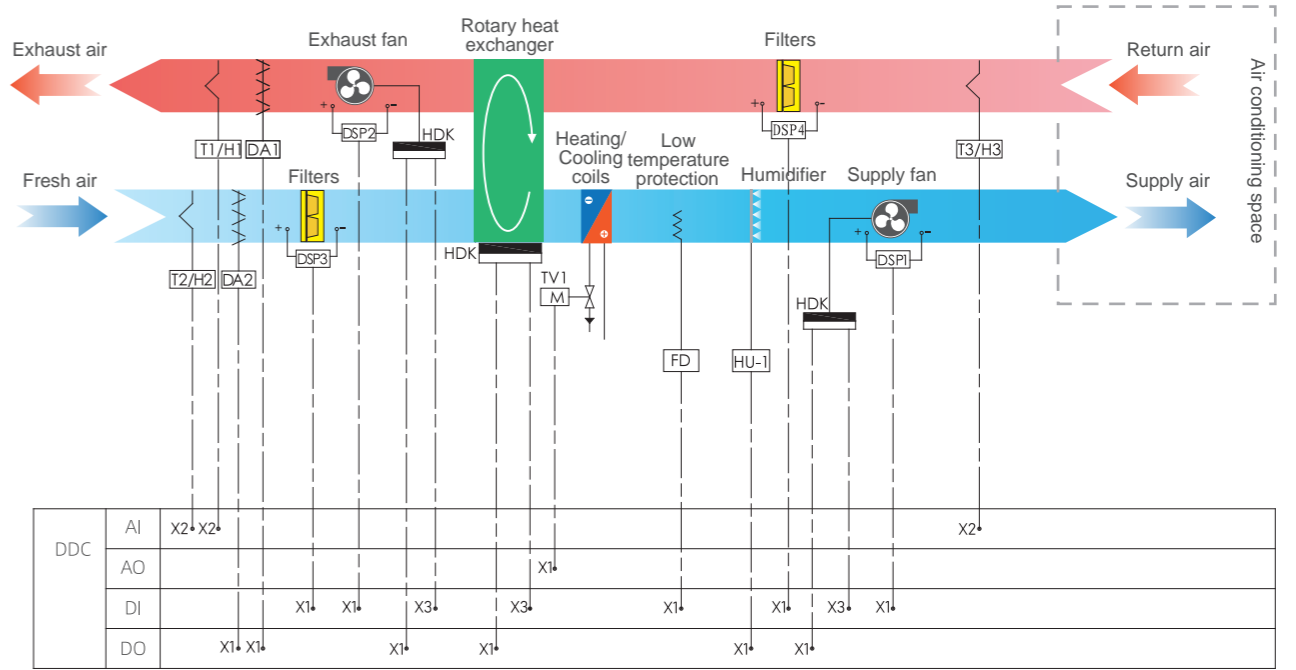 Rotary heat
exchanger
Exhaust air
Exhaust fan
Filters
Return air
Air conditioning space
+
-
DSP2
HDK
+
-
DSP4
T1/H1
DA1
T3/H3
Heating/
Cooling
coils
Low
temperature
protection
Fresh air
Filters
Humidifier
Supply fan
Supply air
+
-
DSP3
HDK
+
-
DSP1
T2/H2
DA2
TV1
M
HDK
FD
HU-1
DDC
AI
X2
X2
X2
AO
X1
DI
X1
X1
X3
X3
X1
X1
X3
X1
DO
X1
X1
X1
X1
X1
X1